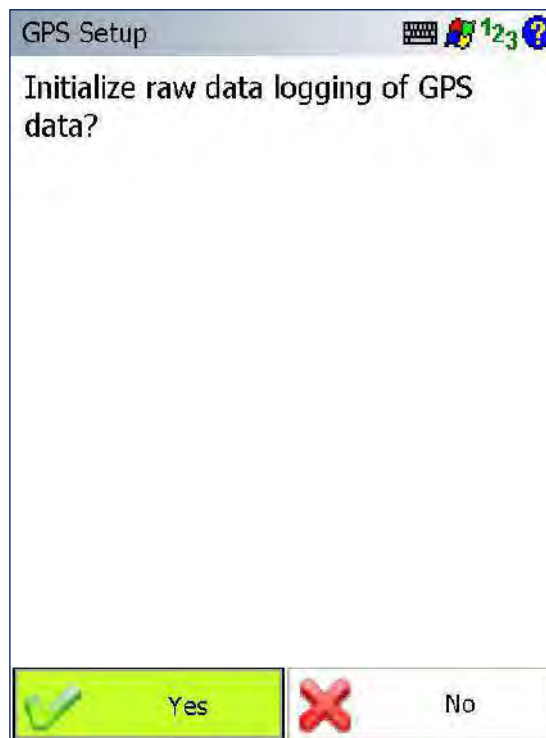 GPS Setup 123 ?
Initialize raw data logging of GPS
data?
Yes No